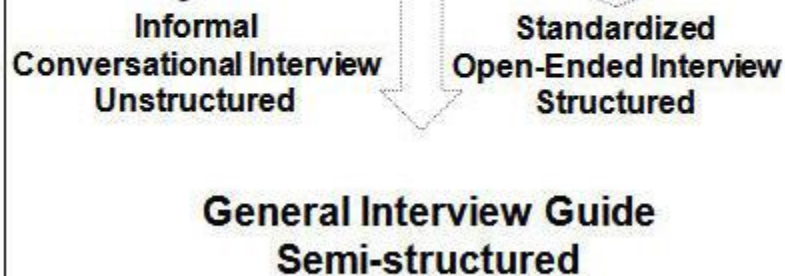 Informal
Conversational Interview
Unstructured
Standardized
Open-Ended Interview
Structured
General Interview Guide
Semi-structured